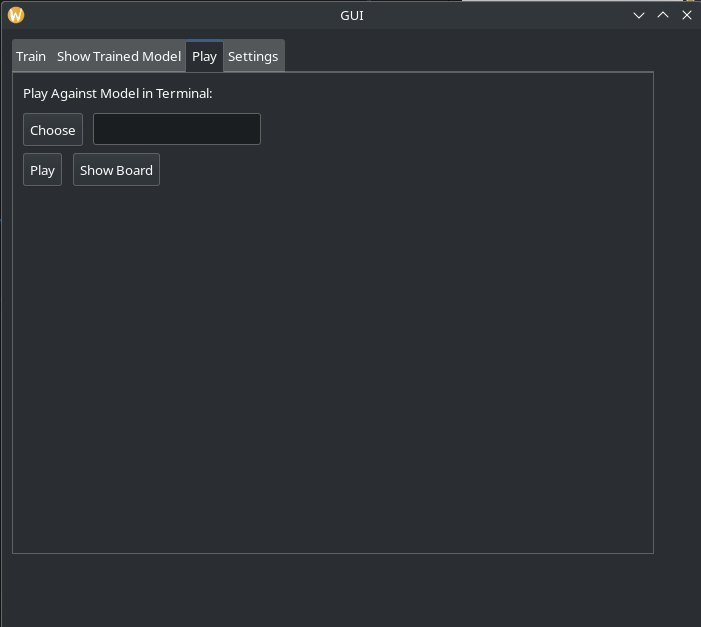 GUI
Train Show Trained Model Play Settings
Play Against Model in Terminal:
Choose
Play Show Board